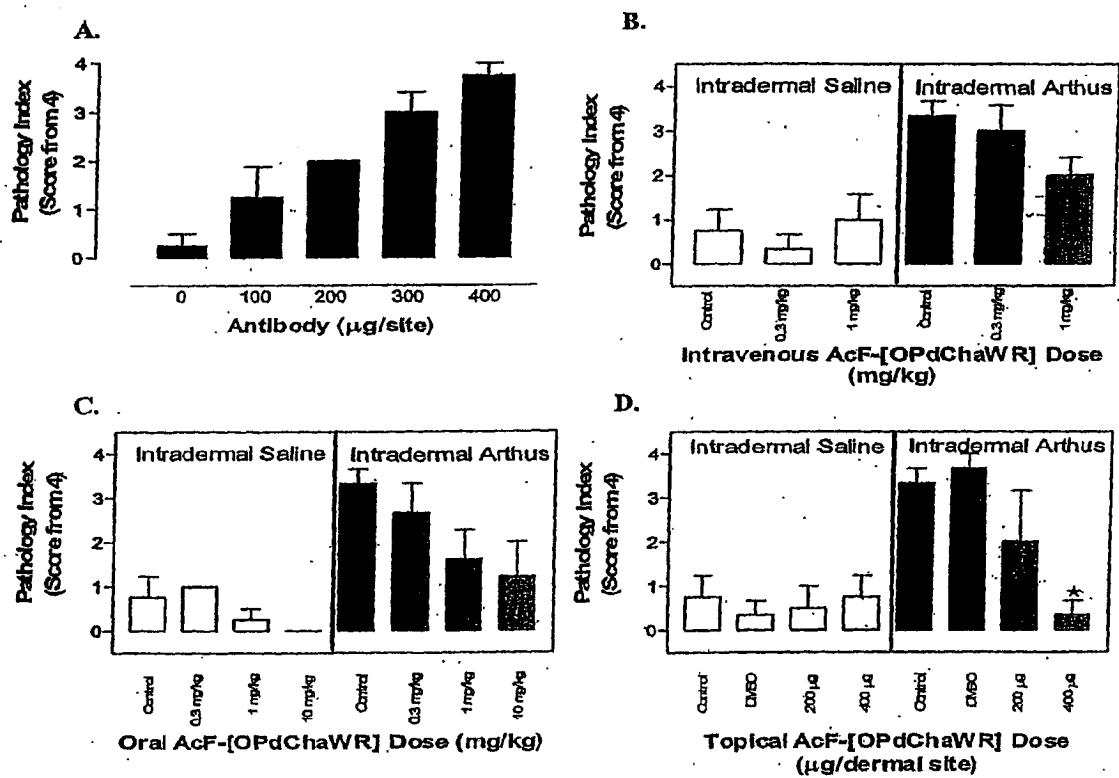 A.
Pathology Index
(Score from 4)
4
3
2
1
0
0 100 200 300 400
Antibody (µg/site)
B.
Pathology Index
(Score from 4)
4
3
2
1
0
Intradermal Saline
Intradermal Arthus
Control
0.3 mg/kg
1 mg/kg
Control
0.3 mg/kg
1 mg/kg
Intravenous AcF-[OPdChaWR] Dose
(mg/kg)
C.
Pathology Index
(Score from 4)
4
3
2
1
0
Intradermal Saline
Intradermal Arthus
Control
0.3 mg/kg
1 mg/kg
10 mg/kg
Control
0.3 mg/kg
1 mg/kg
10 mg/kg
Oral AcF-[OPdChaWR] Dose (mg/kg)
D.
Pathology Index
(Score from 4)
4
3
2
1
0
Intradermal Saline
Intradermal Arthus
*
Control
DMSO
200 µg
400 µg
Control
DMSO
200 µg
400 µg
Topical AcF-[OPdChaWR] Dose
(µg/dermal site)